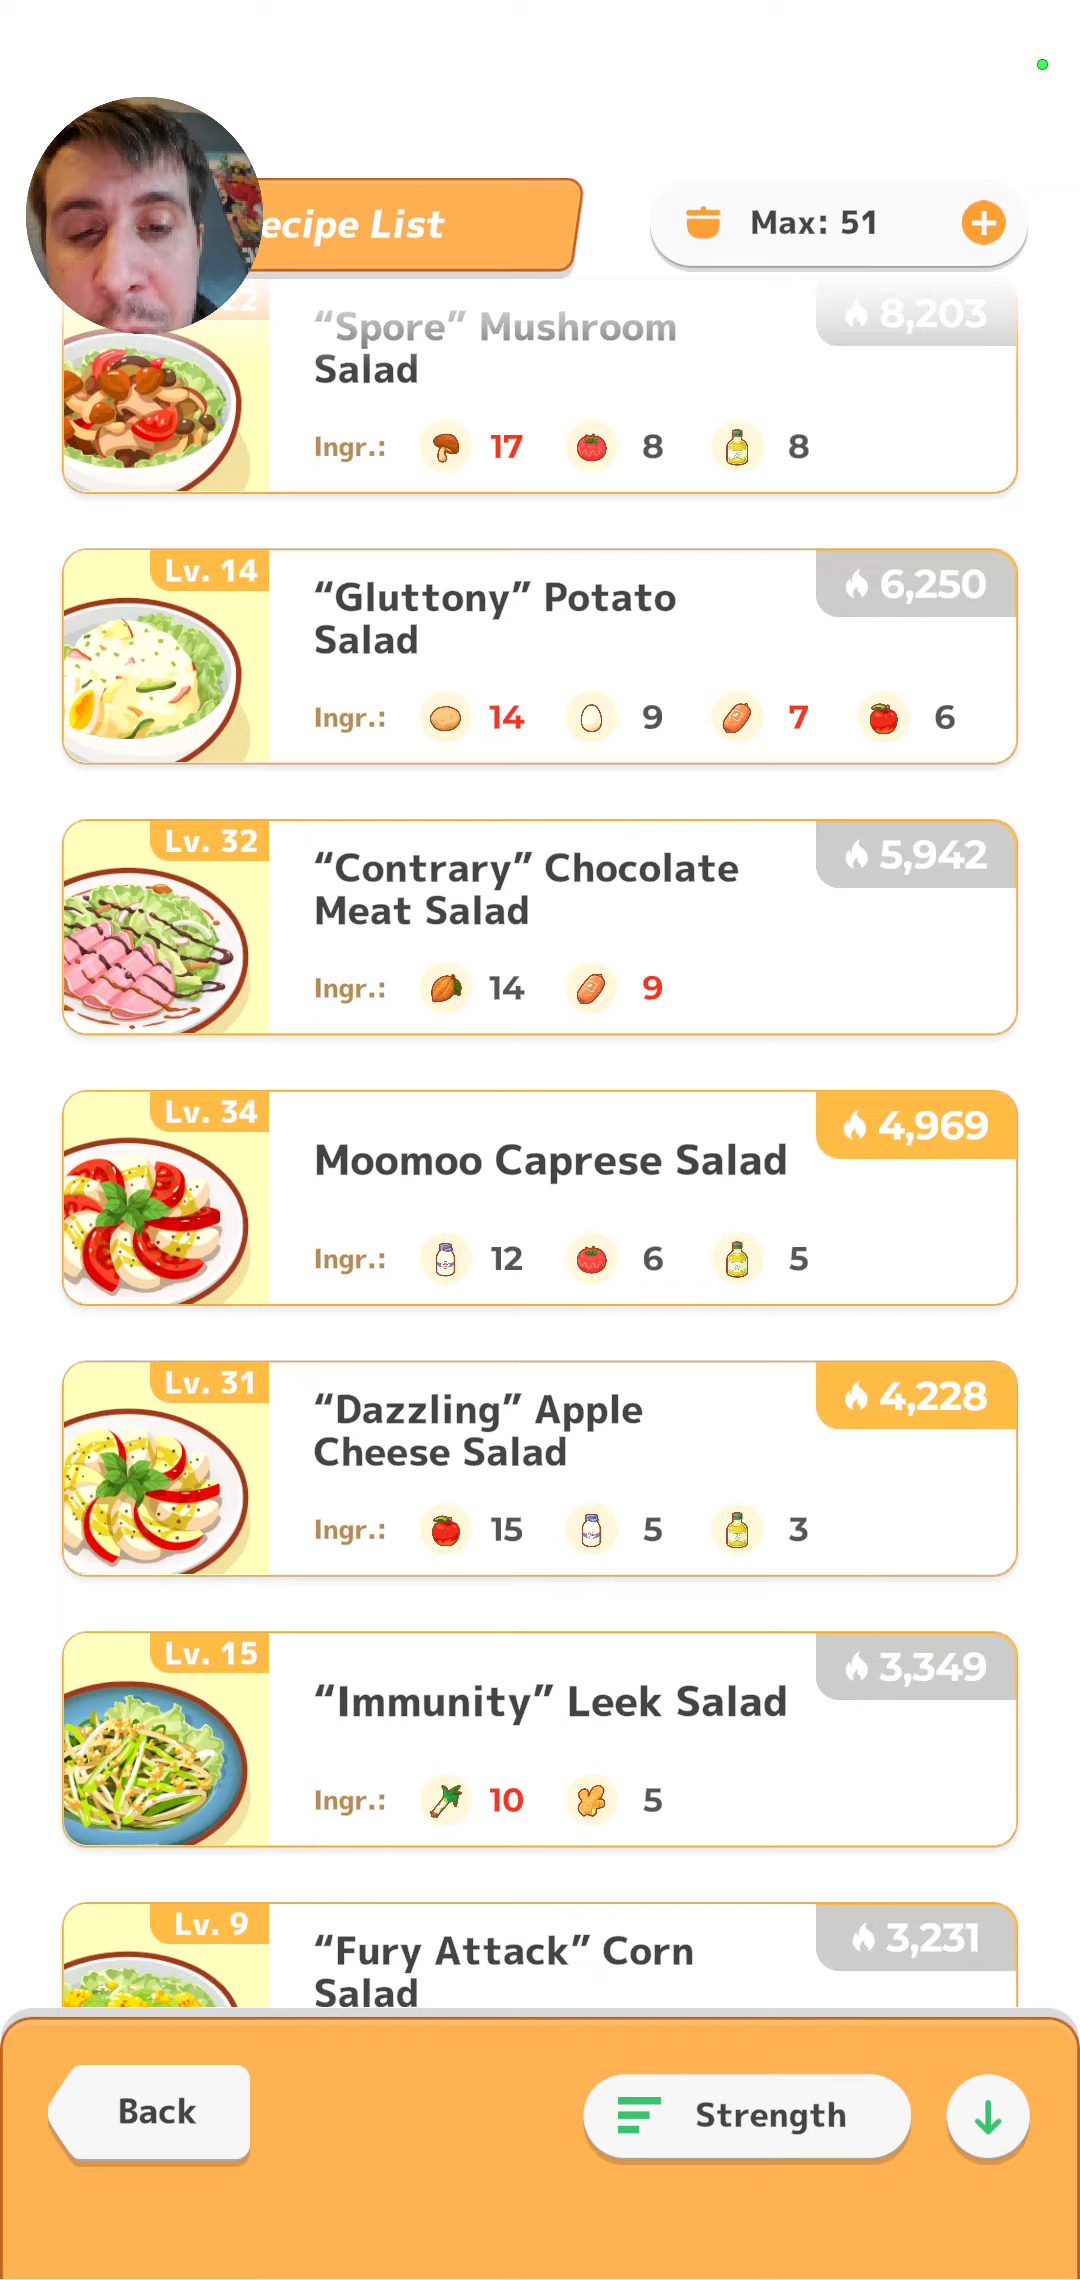 ecipe List
Max: 51
22
8,203
“Spore” Mushroom
Salad
Ingr.: 17 8 8
Lv. 14
6,250
“Gluttony” Potato
Salad
Ingr.: 14 9 7 6
Lv. 32
5,942
“Contrary” Chocolate
Meat Salad
Ingr.: 14 9
Lv. 34
4,969
Moomoo Caprese Salad
Ingr.: 12 6 5
Lv. 31
4,228
“Dazzling” Apple
Cheese Salad
Ingr.: 15 5 3
Lv. 15
3,349
“Immunity” Leek Salad
Ingr.: 10 5
Lv. 9
3,231
“Fury Attack” Corn
Salad
Back
Strength